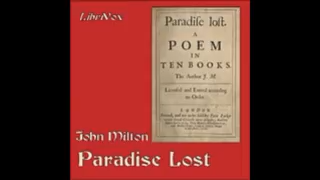 LibriVox
Paradise lost.
A
POEM
IN
TEN BOOKS.
The Author J. M.
Licensed and Entred according
to Order.
LONDON
John Milton
Paradise Lost